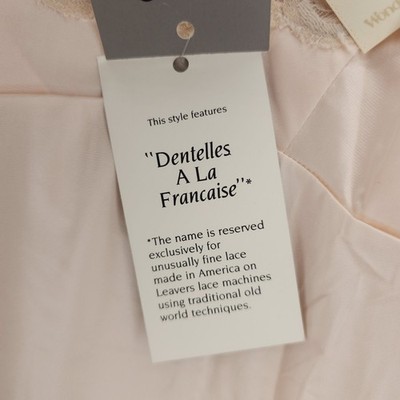 This style features
"Dentelles
A La
Francaise"*
*The name is reserved
exclusively for
unusually fine lace
made in America on
Leavers lace machines
using traditional old
world techniques.